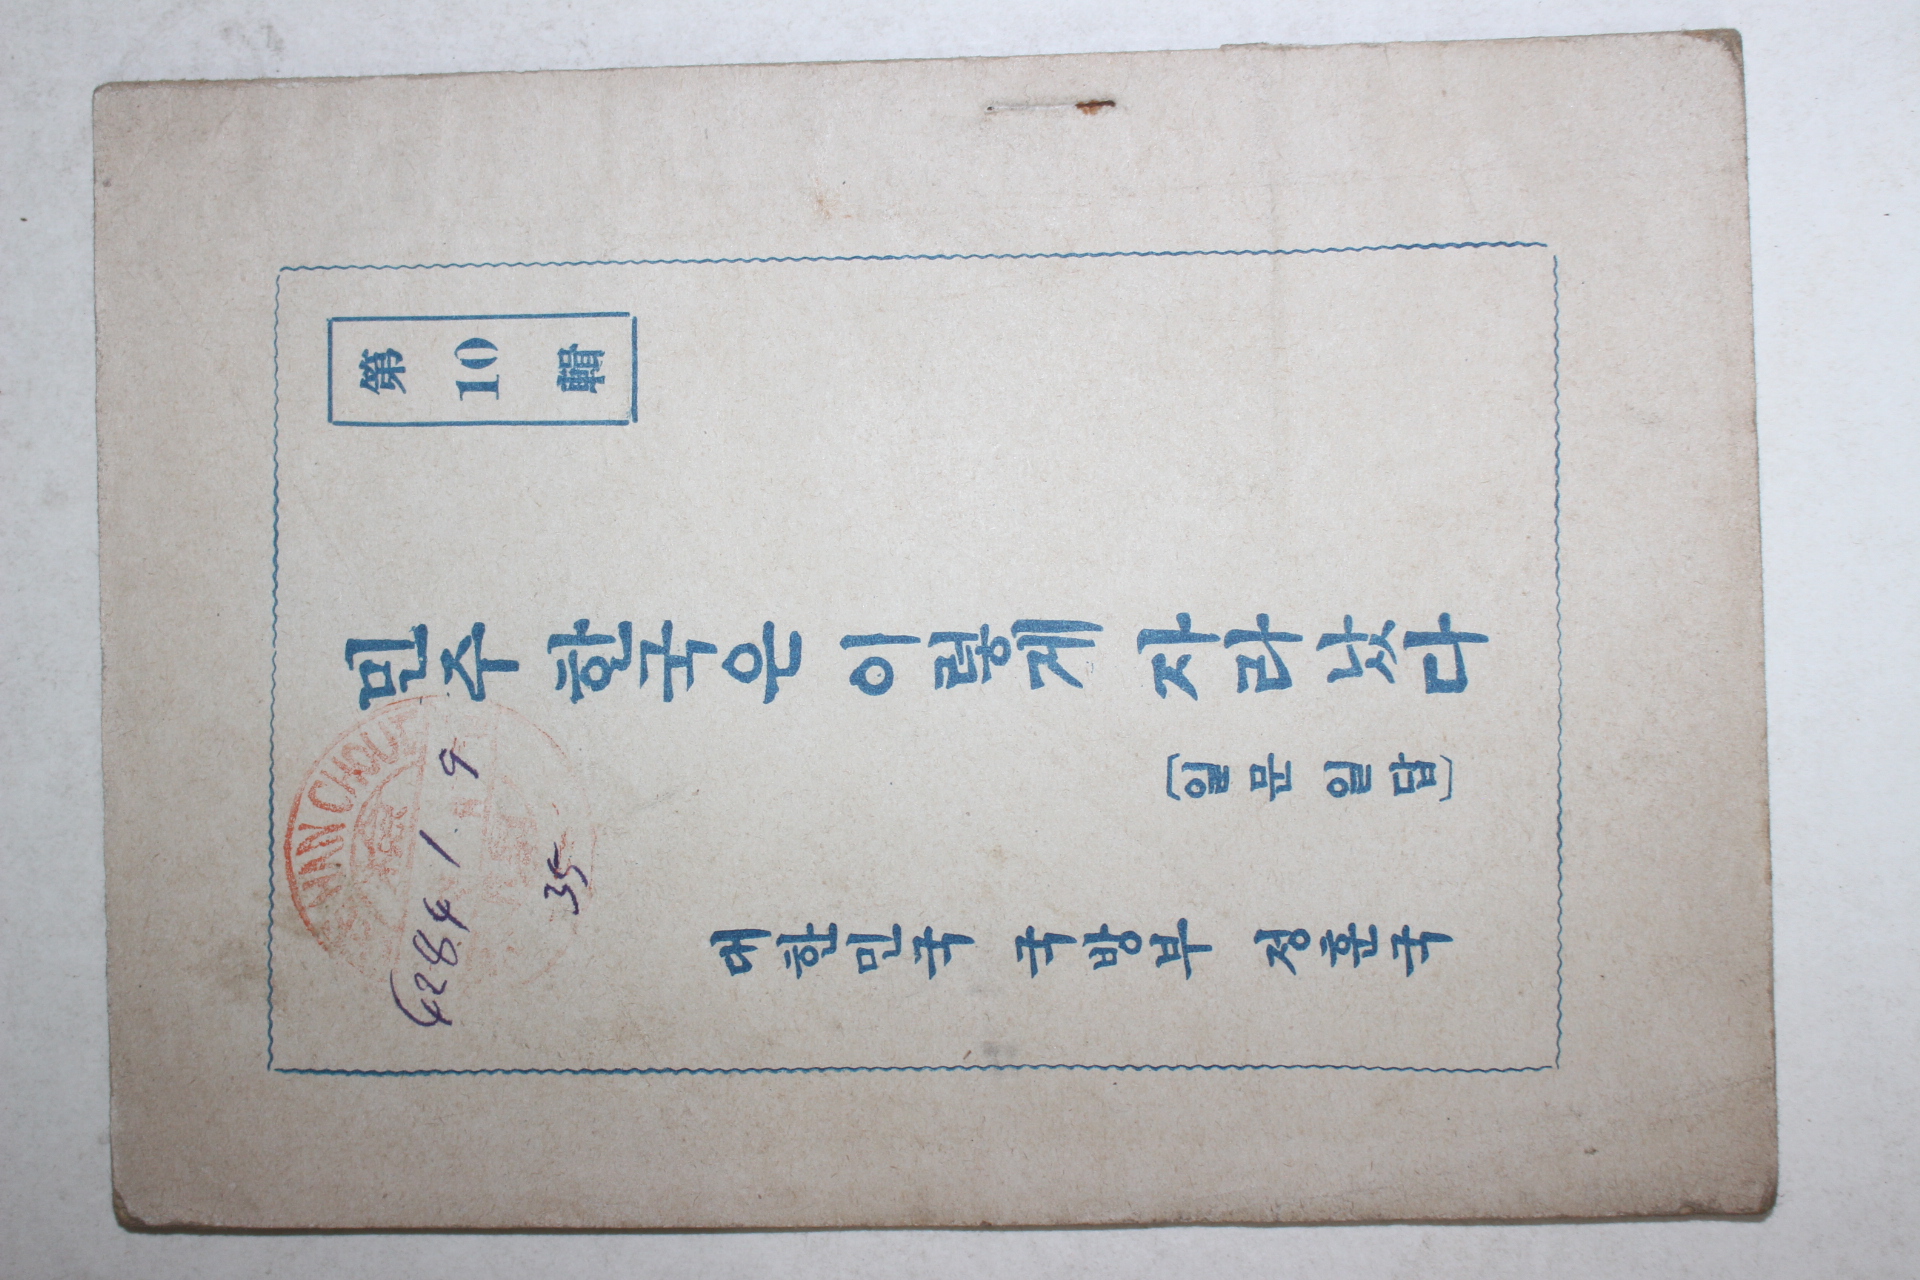 第 10 輯
민주 한국은 이렇게 자라났다
〔일문일답〕
대한민국 국방부 정훈국
4284. 1. 9
35